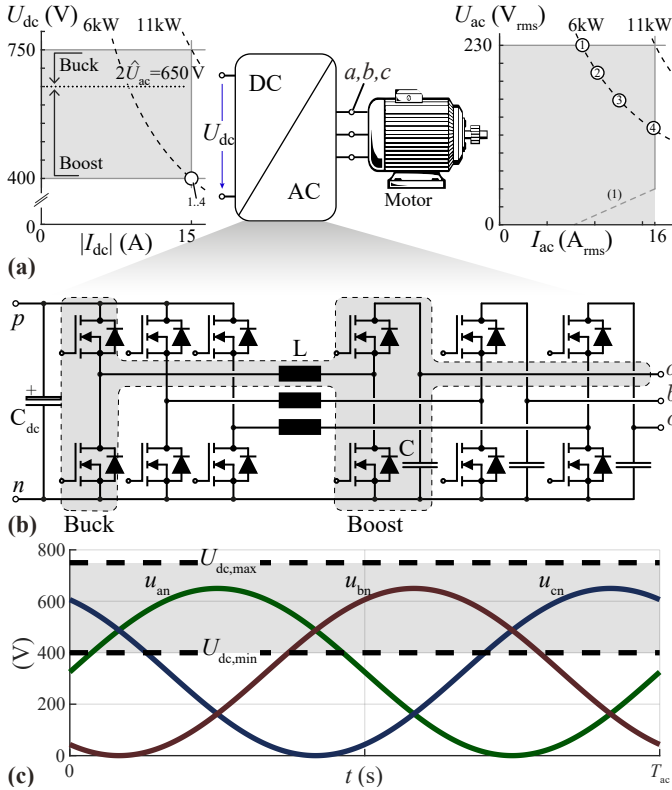 U_dc (V)
6kW
11kW
750
Buck
2Û_ac=650 V
Boost
400
1..4
0
15
|I_dc| (A)
(a)
DC
AC
U_dc
a,b,c
Motor
U_ac (V_rms)
6kW
11kW
230
1
2
3
4
(1)
0
0
16
I_ac (A_rms)
p
L
C_dc
+
C
n
a
b
c
(b)
Buck
Boost
800
U_dc,max
u_an
u_bn
u_cn
600
(V)
400
U_dc,min
200
0
(c)
0
t (s)
T_ac